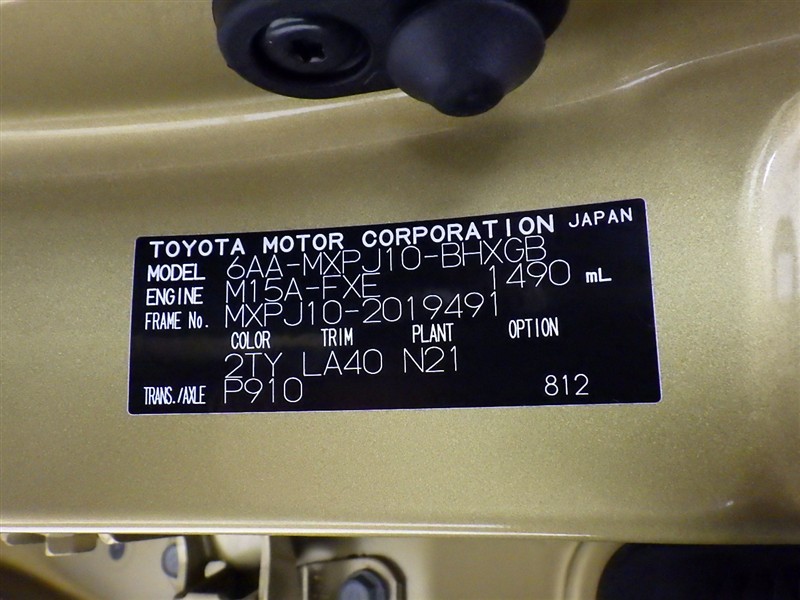 TOYOTA MOTOR CORPORATION JAPAN
MODEL 6AA-MXPJ10-BHXGB
ENGINE M15A-FXE 1490 mL
FRAME No. MXPJ10-2019491
COLOR TRIM PLANT OPTION
2TY LA40 N21
TRANS./AXLE P910 812